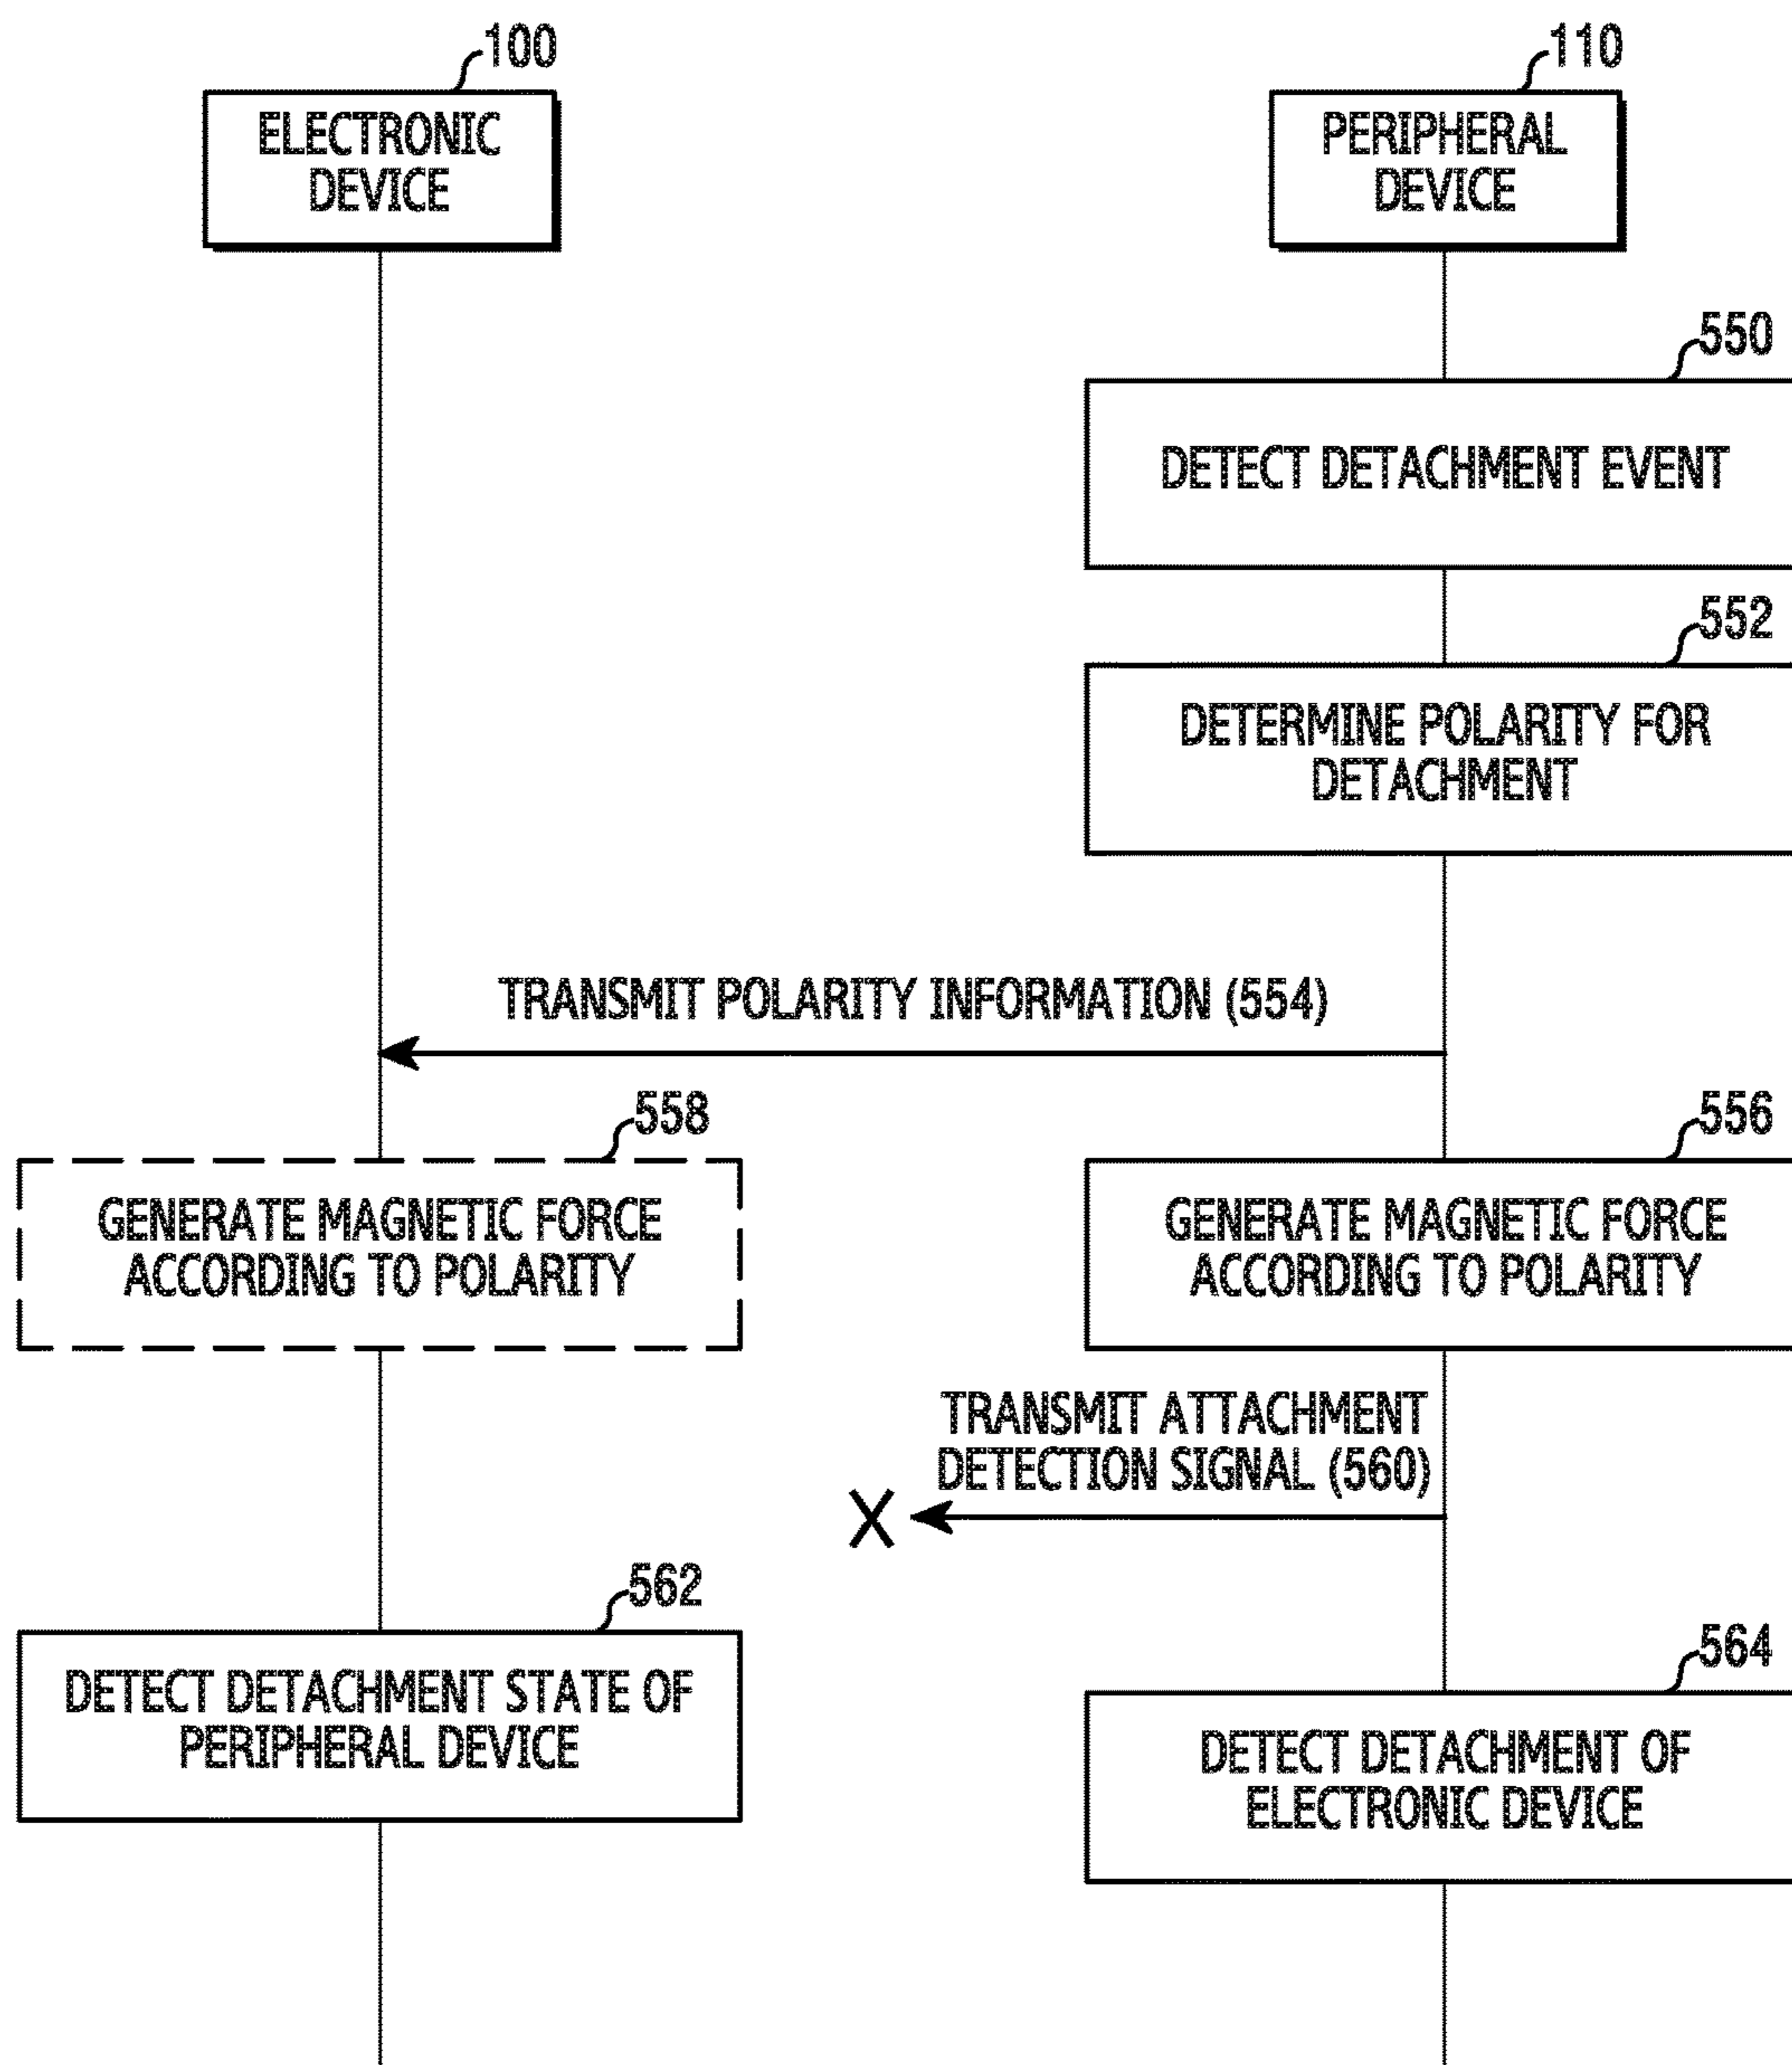 100
110
ELECTRONIC
DEVICE
PERIPHERAL
DEVICE
550
DETECT DETACHMENT EVENT
552
DETERMINE POLARITY FOR
DETACHMENT
TRANSMIT POLARITY INFORMATION (554)
558
556
GENERATE MAGNETIC FORCE
ACCORDING TO POLARITY
GENERATE MAGNETIC FORCE
ACCORDING TO POLARITY
TRANSMIT ATTACHMENT
DETECTION SIGNAL (560)
X
562
DETECT DETACHMENT STATE OF
PERIPHERAL DEVICE
564
DETECT DETACHMENT OF
ELECTRONIC DEVICE